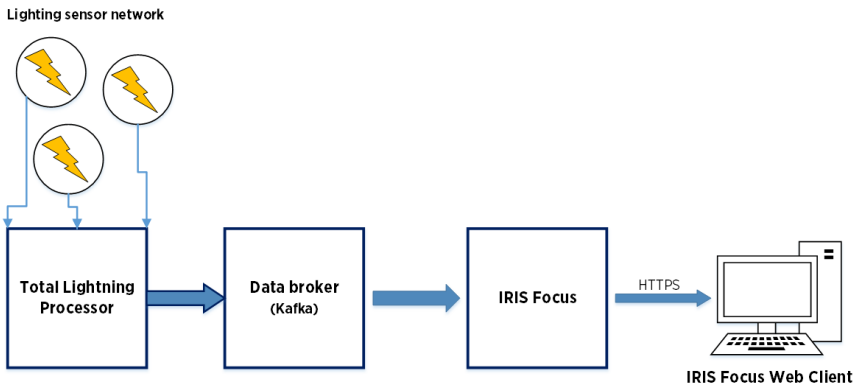 Lighting sensor network
Total Lightning
Processor
Data broker
(Kafka)
IRIS Focus
HTTPS
IRIS Focus Web Client